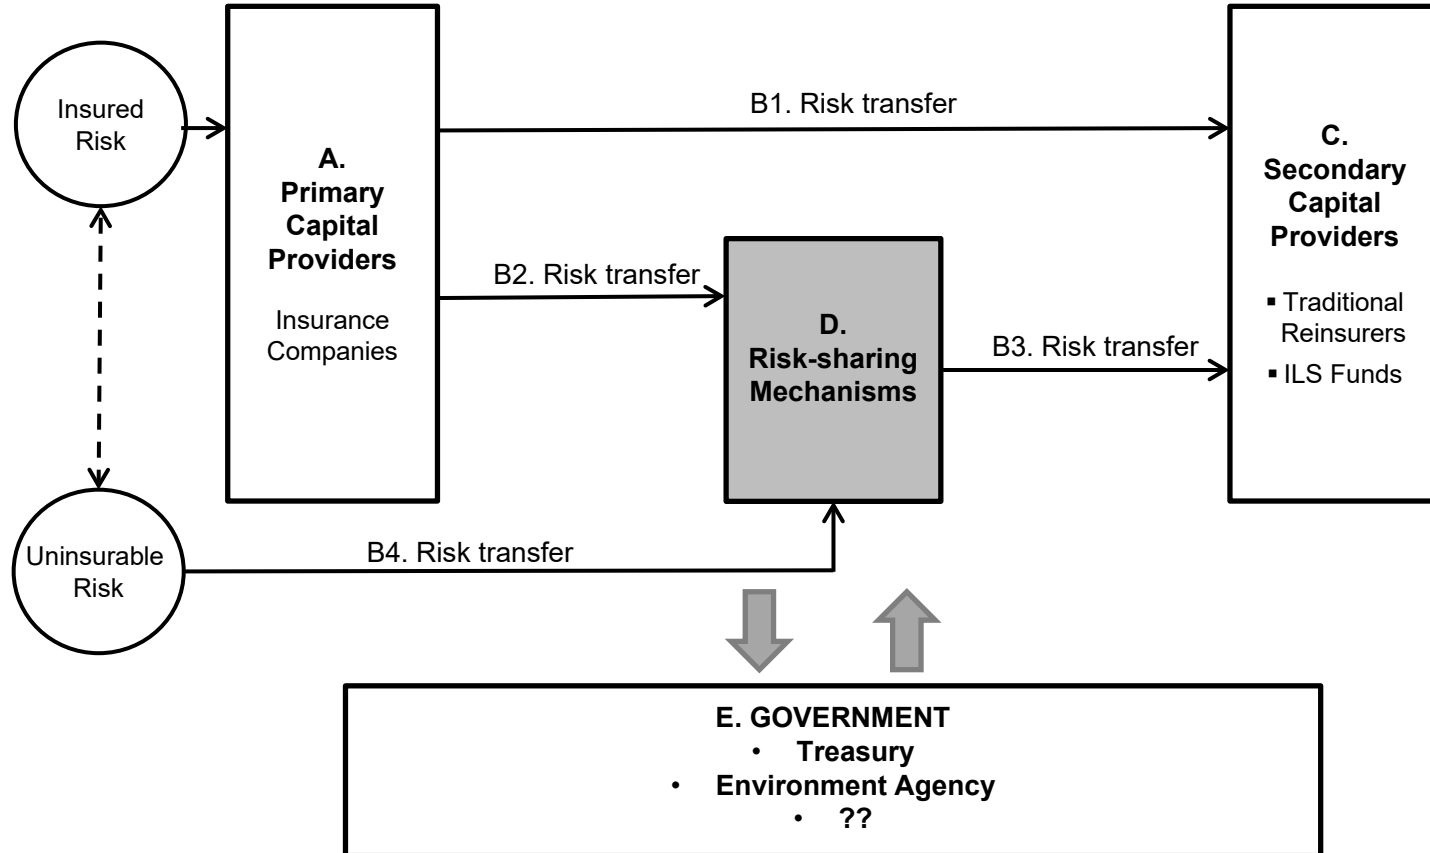 Insured
Risk
A.
Primary
Capital
Providers
Insurance
Companies
B1. Risk transfer
B2. Risk transfer
D.
Risk-sharing
Mechanisms
B3. Risk transfer
C.
Secondary
Capital
Providers
▪ Traditional
Reinsurers
▪ ILS Funds
Uninsurable
Risk
B4. Risk transfer
E. GOVERNMENT
• Treasury
• Environment Agency
• ??